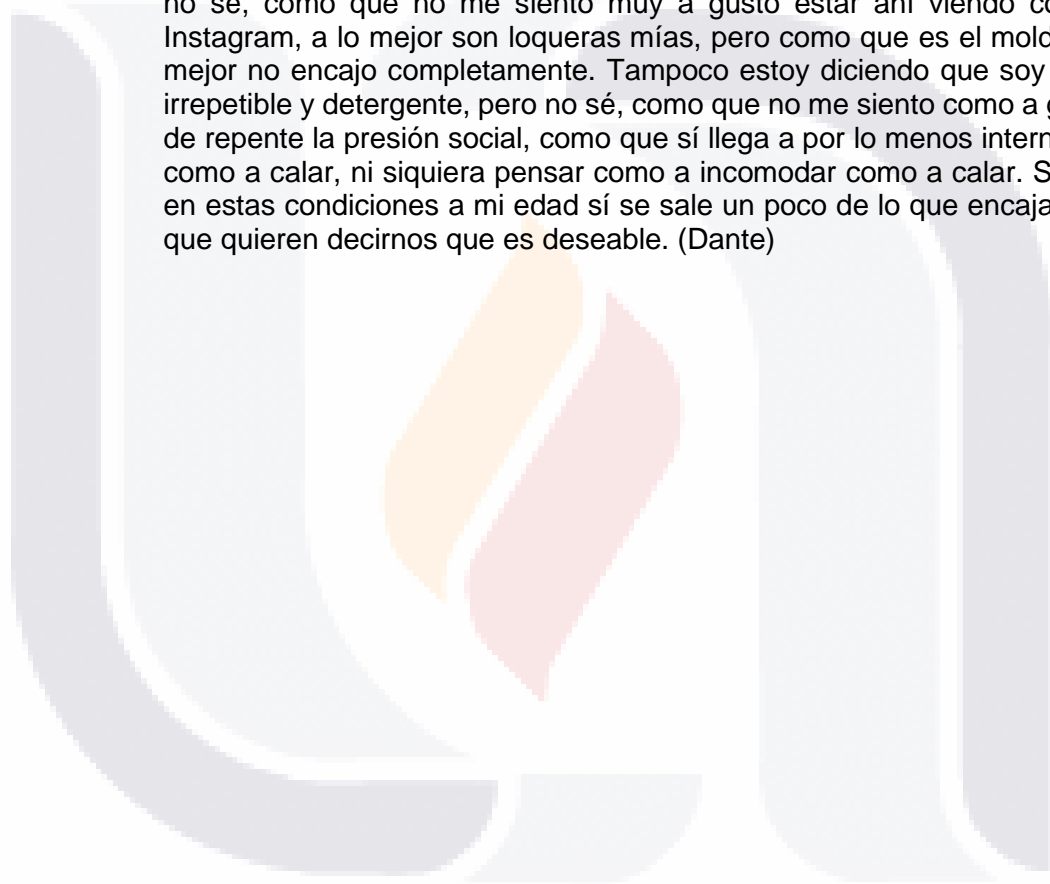 no sé, como que no me siento muy a gusto estar ahí viendo co
Instagram, a lo mejor son loqueras mías, pero como que es el mold
mejor no encajo completamente. Tampoco estoy diciendo que soy
irrepetible y detergente, pero no sé, como que no me siento como a g
de repente la presión social, como que sí llega a por lo menos intern
como a calar, ni siquiera pensar como a incomodar como a calar. S
en estas condiciones a mi edad sí se sale un poco de lo que encaja
que quieren decirnos que es deseable. (Dante)